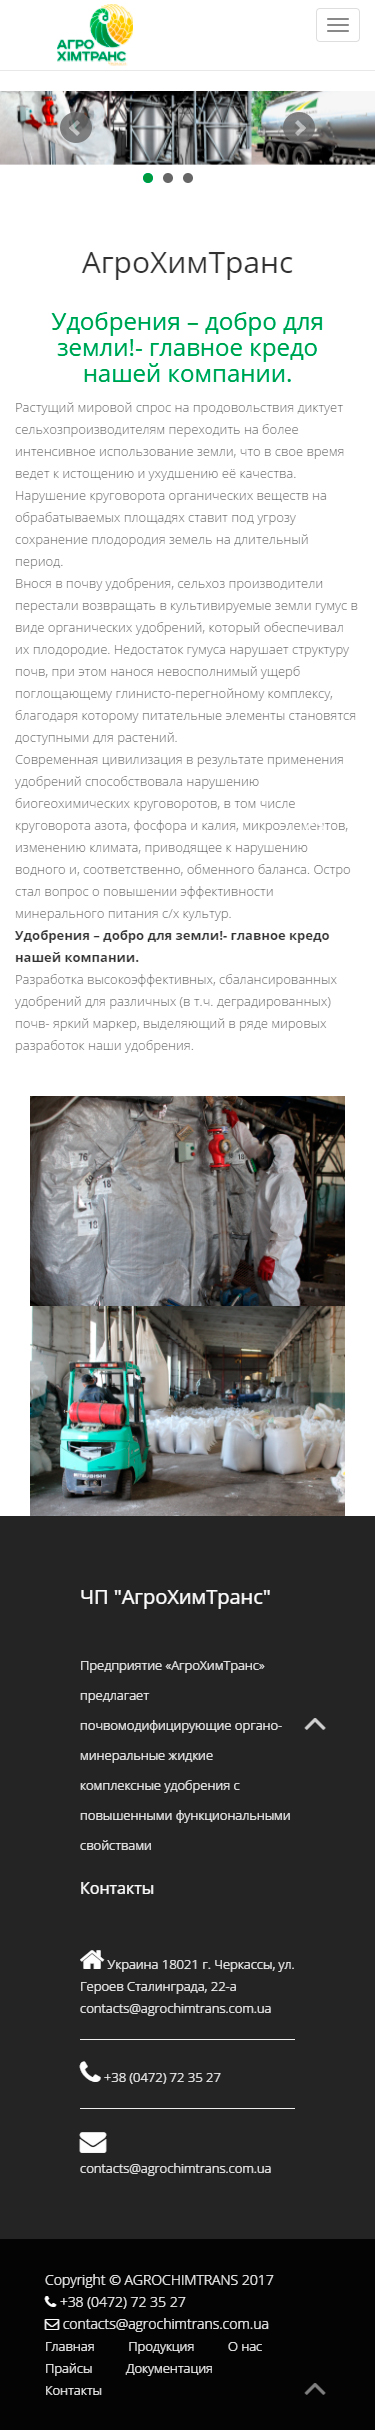 АГРО
ХІМТРАНС
АгроХимТранс
Удобрения – добро для
земли!- главное кредо
нашей компании.
Растущий мировой спрос на продовольствия диктует
сельхозпроизводителям переходить на более
интенсивное использование земли, что в свое время
ведет к истощению и ухудшению её качества.
Нарушение круговорота органических веществ на
обрабатываемых площадях ставит под угрозу
сохранение плодородия земель на длительный
период.
Внося в почву удобрения, сельхоз производители
перестали возвращать в культивируемые земли гумус в
виде органических удобрений, который обеспечивал
их плодородие. Недостаток гумуса нарушает структуру
почв, при этом нанося невосполнимый ущерб
поглощающему глинисто-перегнойному комплексу,
благодаря которому питательные элементы становятся
доступными для растений.
Современная цивилизация в результате применения
удобрений способствовала нарушению
биогеохимических круговоротов, в том числе
круговорота азота, фосфора и калия, микроэлементов,
изменению климата, приводящее к нарушению
водного и, соответственно, обменного баланса. Остро
стал вопрос о повышении эффективности
минерального питания с/х культур.
Удобрения – добро для земли!- главное кредо
нашей компании.
Разработка высокоэффективных, сбалансированных
удобрений для различных (в т.ч. деградированных)
почв- яркий маркер, выделяющий в ряде мировых
разработок наши удобрения.
76
18
18
18
MITSUBISHI
ЧП "АгроХимТранс"
Предприятие «АгроХимТранс»
предлагает
почвомодифицирующие органо-
минеральные жидкие
комплексные удобрения с
повышенными функциональными
свойствами
Контакты
Украина 18021 г. Черкассы, ул.
Героев Сталинграда, 22-а
contacts@agrochimtrans.com.ua
+38 (0472) 72 35 27
contacts@agrochimtrans.com.ua
Copyright © AGROCHIMTRANS 2017
+38 (0472) 72 35 27
contacts@agrochimtrans.com.ua
Главная Продукция О нас
Прайсы Документация
Контакты